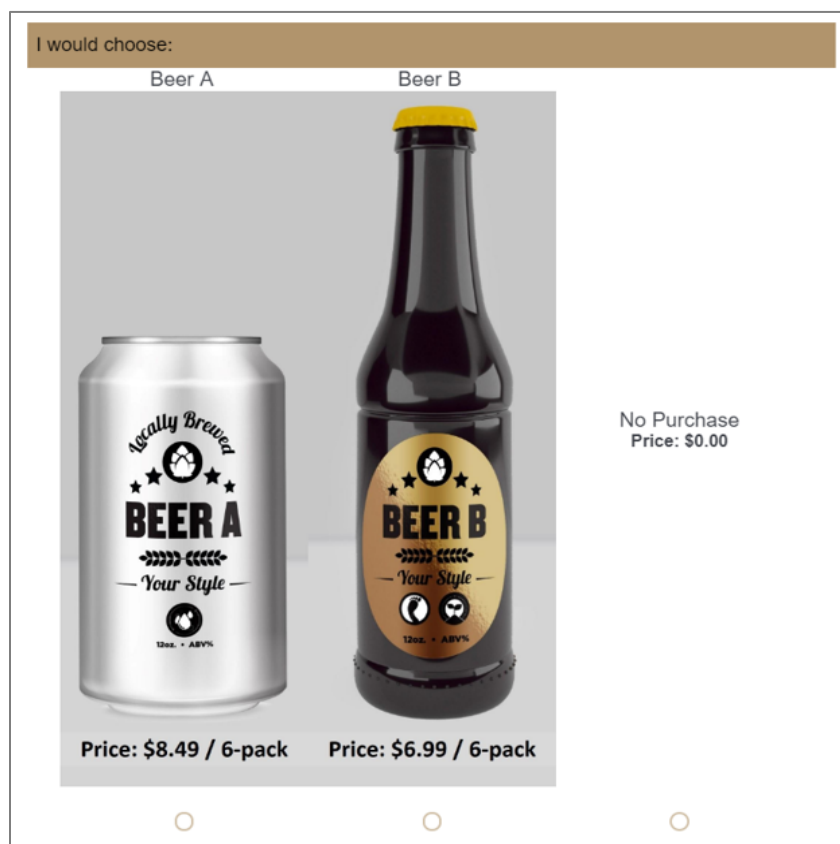 I would choose:
Beer A
Beer B
Locally Brewed
BEER A
Your Style
12oz. • ABV%
BEER B
Your Style
12oz. • ABV%
No Purchase
Price: $0.00
Price: $8.49 / 6-pack
Price: $6.99 / 6-pack